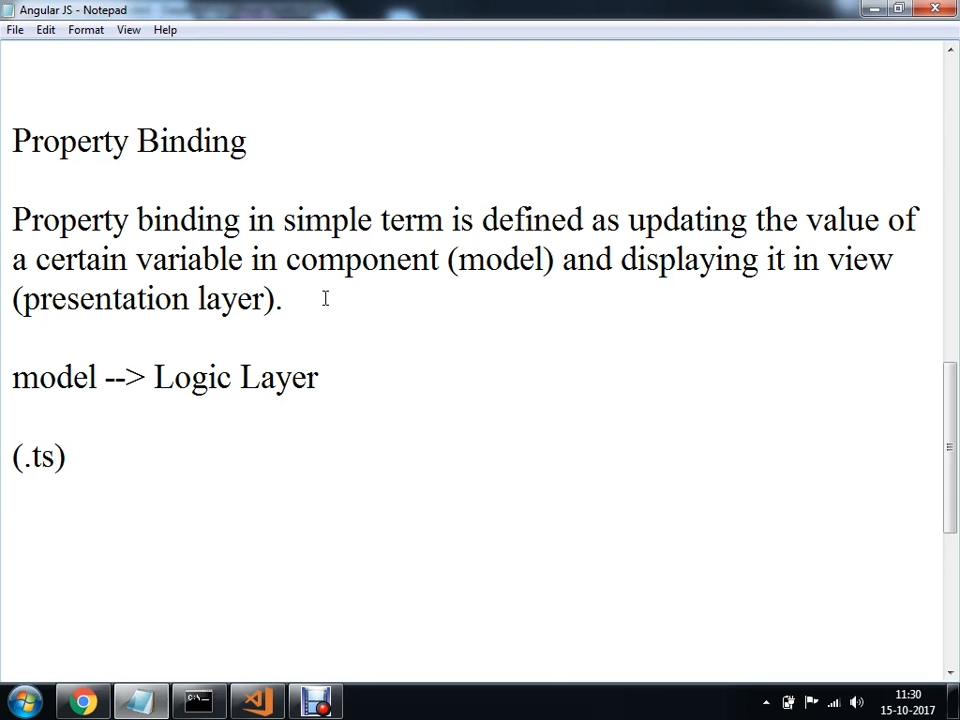 Angular JS - Notepad
File Edit Format View Help
Property Binding
Property binding in simple term is defined as updating the value of
a certain variable in component (model) and displaying it in view
(presentation layer).
model --> Logic Layer
(.ts)
11:30
15-10-2017